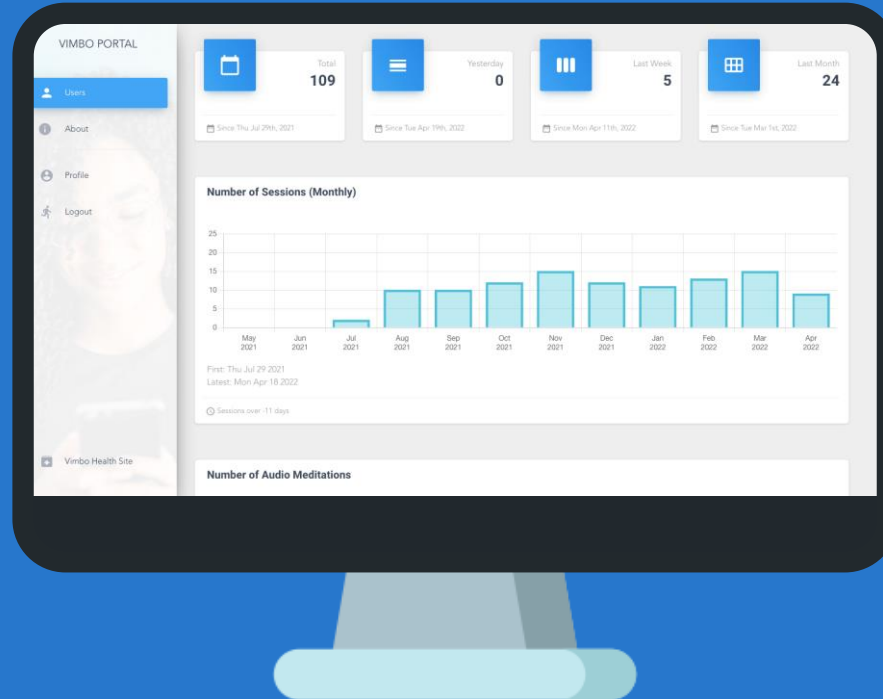 VIMBO PORTAL
Users
About
Profile
Logout
Vimbo Health Site
Total
109
Since Thu Jul 29th, 2021
Yesterday
0
Since Tue Apr 19th, 2022
Last Week
5
Since Mon Apr 11th, 2022
Last Month
24
Since Tue Mar 1st, 2022
Number of Sessions (Monthly)
25
20
15
10
5
0
May Jun Jul Aug Sep Oct Nov Dec Jan Feb Mar Apr
2021 2021 2021 2021 2021 2021 2021 2021 2022 2022 2022 2022
First: Thu Jul 29 2021
Latest: Mon Apr 18 2022
Sessions over -11 days
Number of Audio Meditations